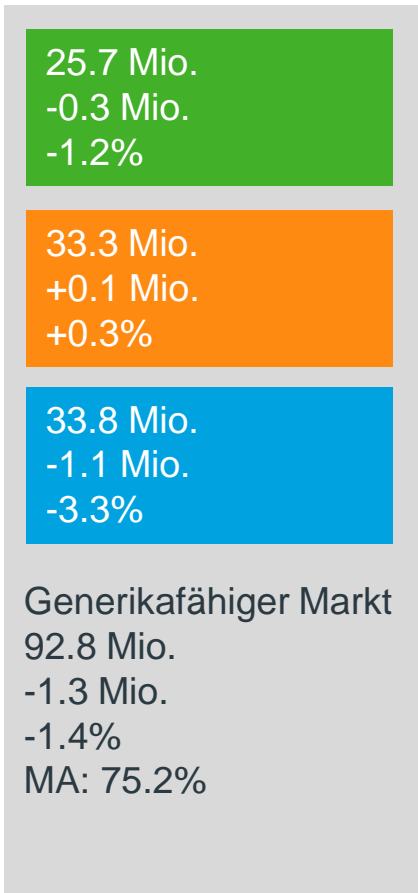 25.7 Mio.
-0.3 Mio.
-1.2%
33.3 Mio.
+0.1 Mio.
+0.3%
33.8 Mio.
-1.1 Mio.
-3.3%
Generikafähiger Markt
92.8 Mio.
-1.3 Mio.
-1.4%
MA: 75.2%